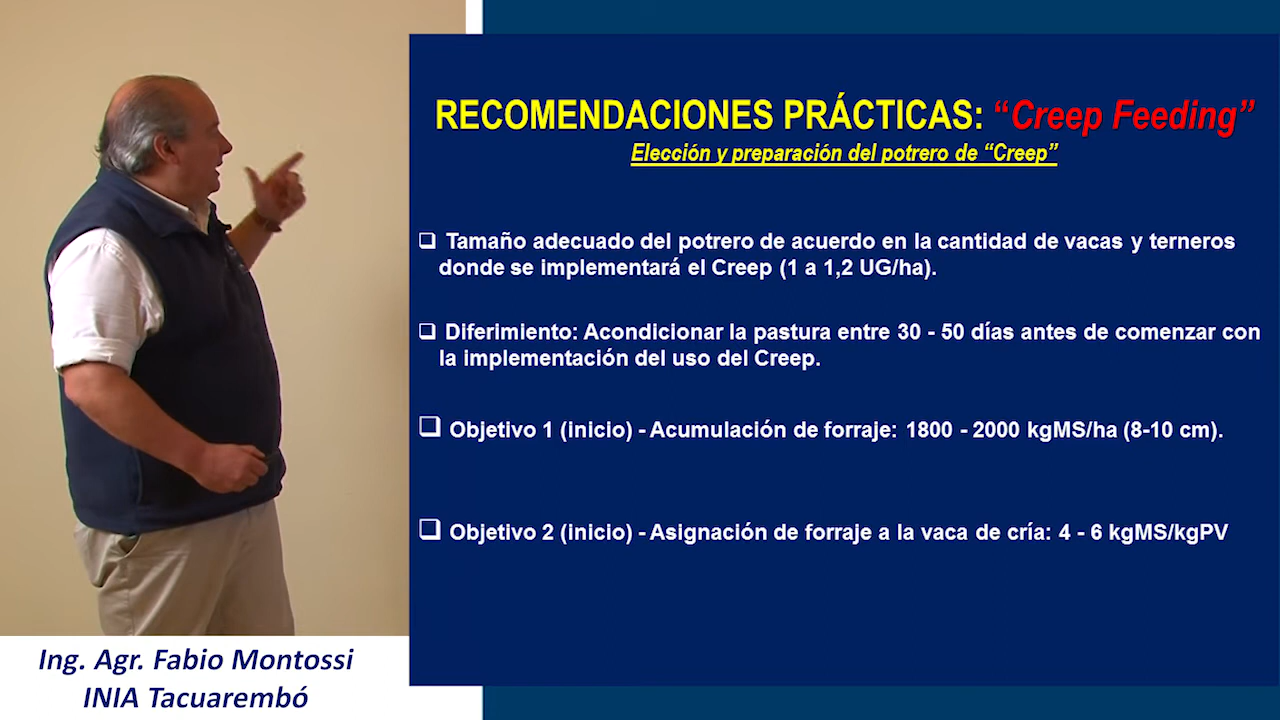 RECOMENDACIONES PRÁCTICAS: “Creep Feeding”
Elección y preparación del potrero de “Creep”
❑ Tamaño adecuado del potrero de acuerdo en la cantidad de vacas y terneros
donde se implementará el Creep (1 a 1,2 UG/ha).
❑ Diferimiento: Acondicionar la pastura entre 30 - 50 días antes de comenzar con
la implementación del uso del Creep.
❑ Objetivo 1 (inicio) - Acumulación de forraje: 1800 - 2000 kgMS/ha (8-10 cm).
❑ Objetivo 2 (inicio) - Asignación de forraje a la vaca de cría: 4 - 6 kgMS/kgPV
Ing. Agr. Fabio Montossi
INIA Tacuarembó